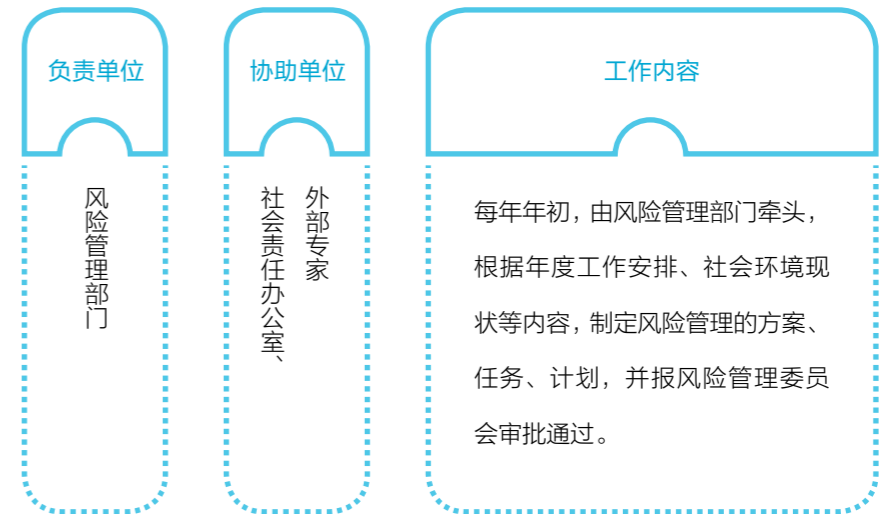 负责单位
协助单位
工作内容
风险管理部门
社会责任办公室、
外部专家
每年年初，由风险管理部门牵头，
根据年度工作安排、社会环境现
状等内容，制定风险管理的方案、
任务、计划，并报风险管理委员
会审批通过。